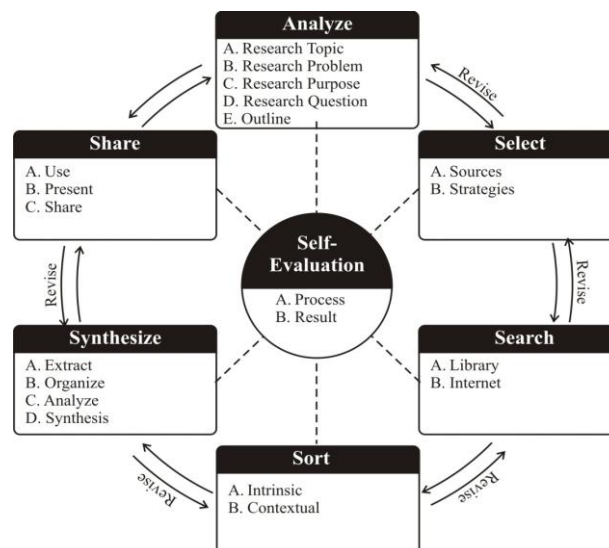 Analyze
A. Research Topic
B. Research Problem
C. Research Purpose
D. Research Question
E. Outline
Revise
Share
A. Use
B. Present
C. Share
Select
A. Sources
B. Strategies
Self-
Evaluation
A. Process
B. Result
Revise
Revise
Synthesize
A. Extract
B. Organize
C. Analyze
D. Synthesis
Search
A. Library
B. Internet
Sort
A. Intrinsic
B. Contextual
Revise
Revise